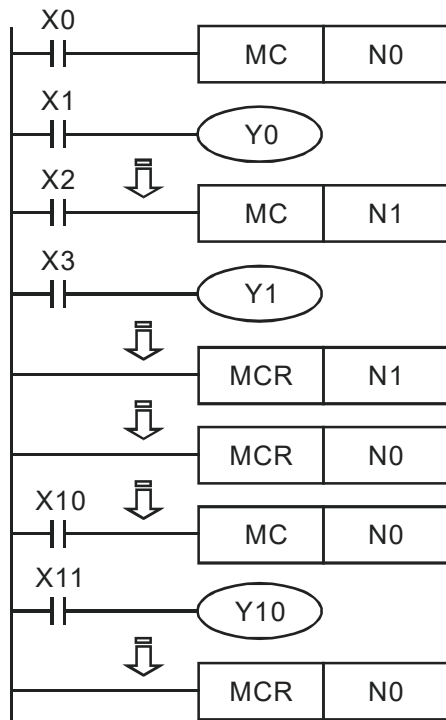 X0
MC N0
X1
Y0
X2
MC N1
X3
Y1
MCR N1
MCR N0
X10
MC N0
X11
Y10
MCR N0